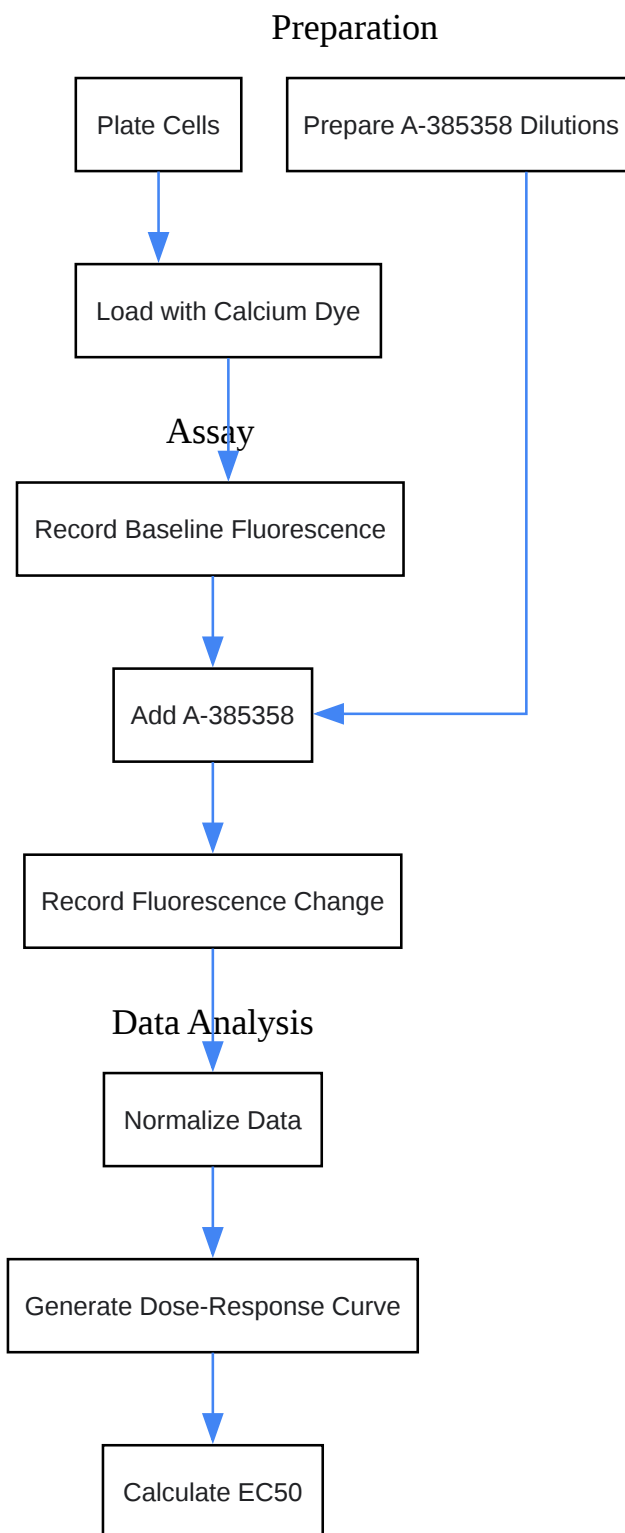 Preparation
Plate Cells
Prepare A-385358 Dilutions
Load with Calcium Dye
Assay
Record Baseline Fluorescence
Add A-385358
Record Fluorescence Change
Data Analysis
Normalize Data
Generate Dose-Response Curve
Calculate EC50